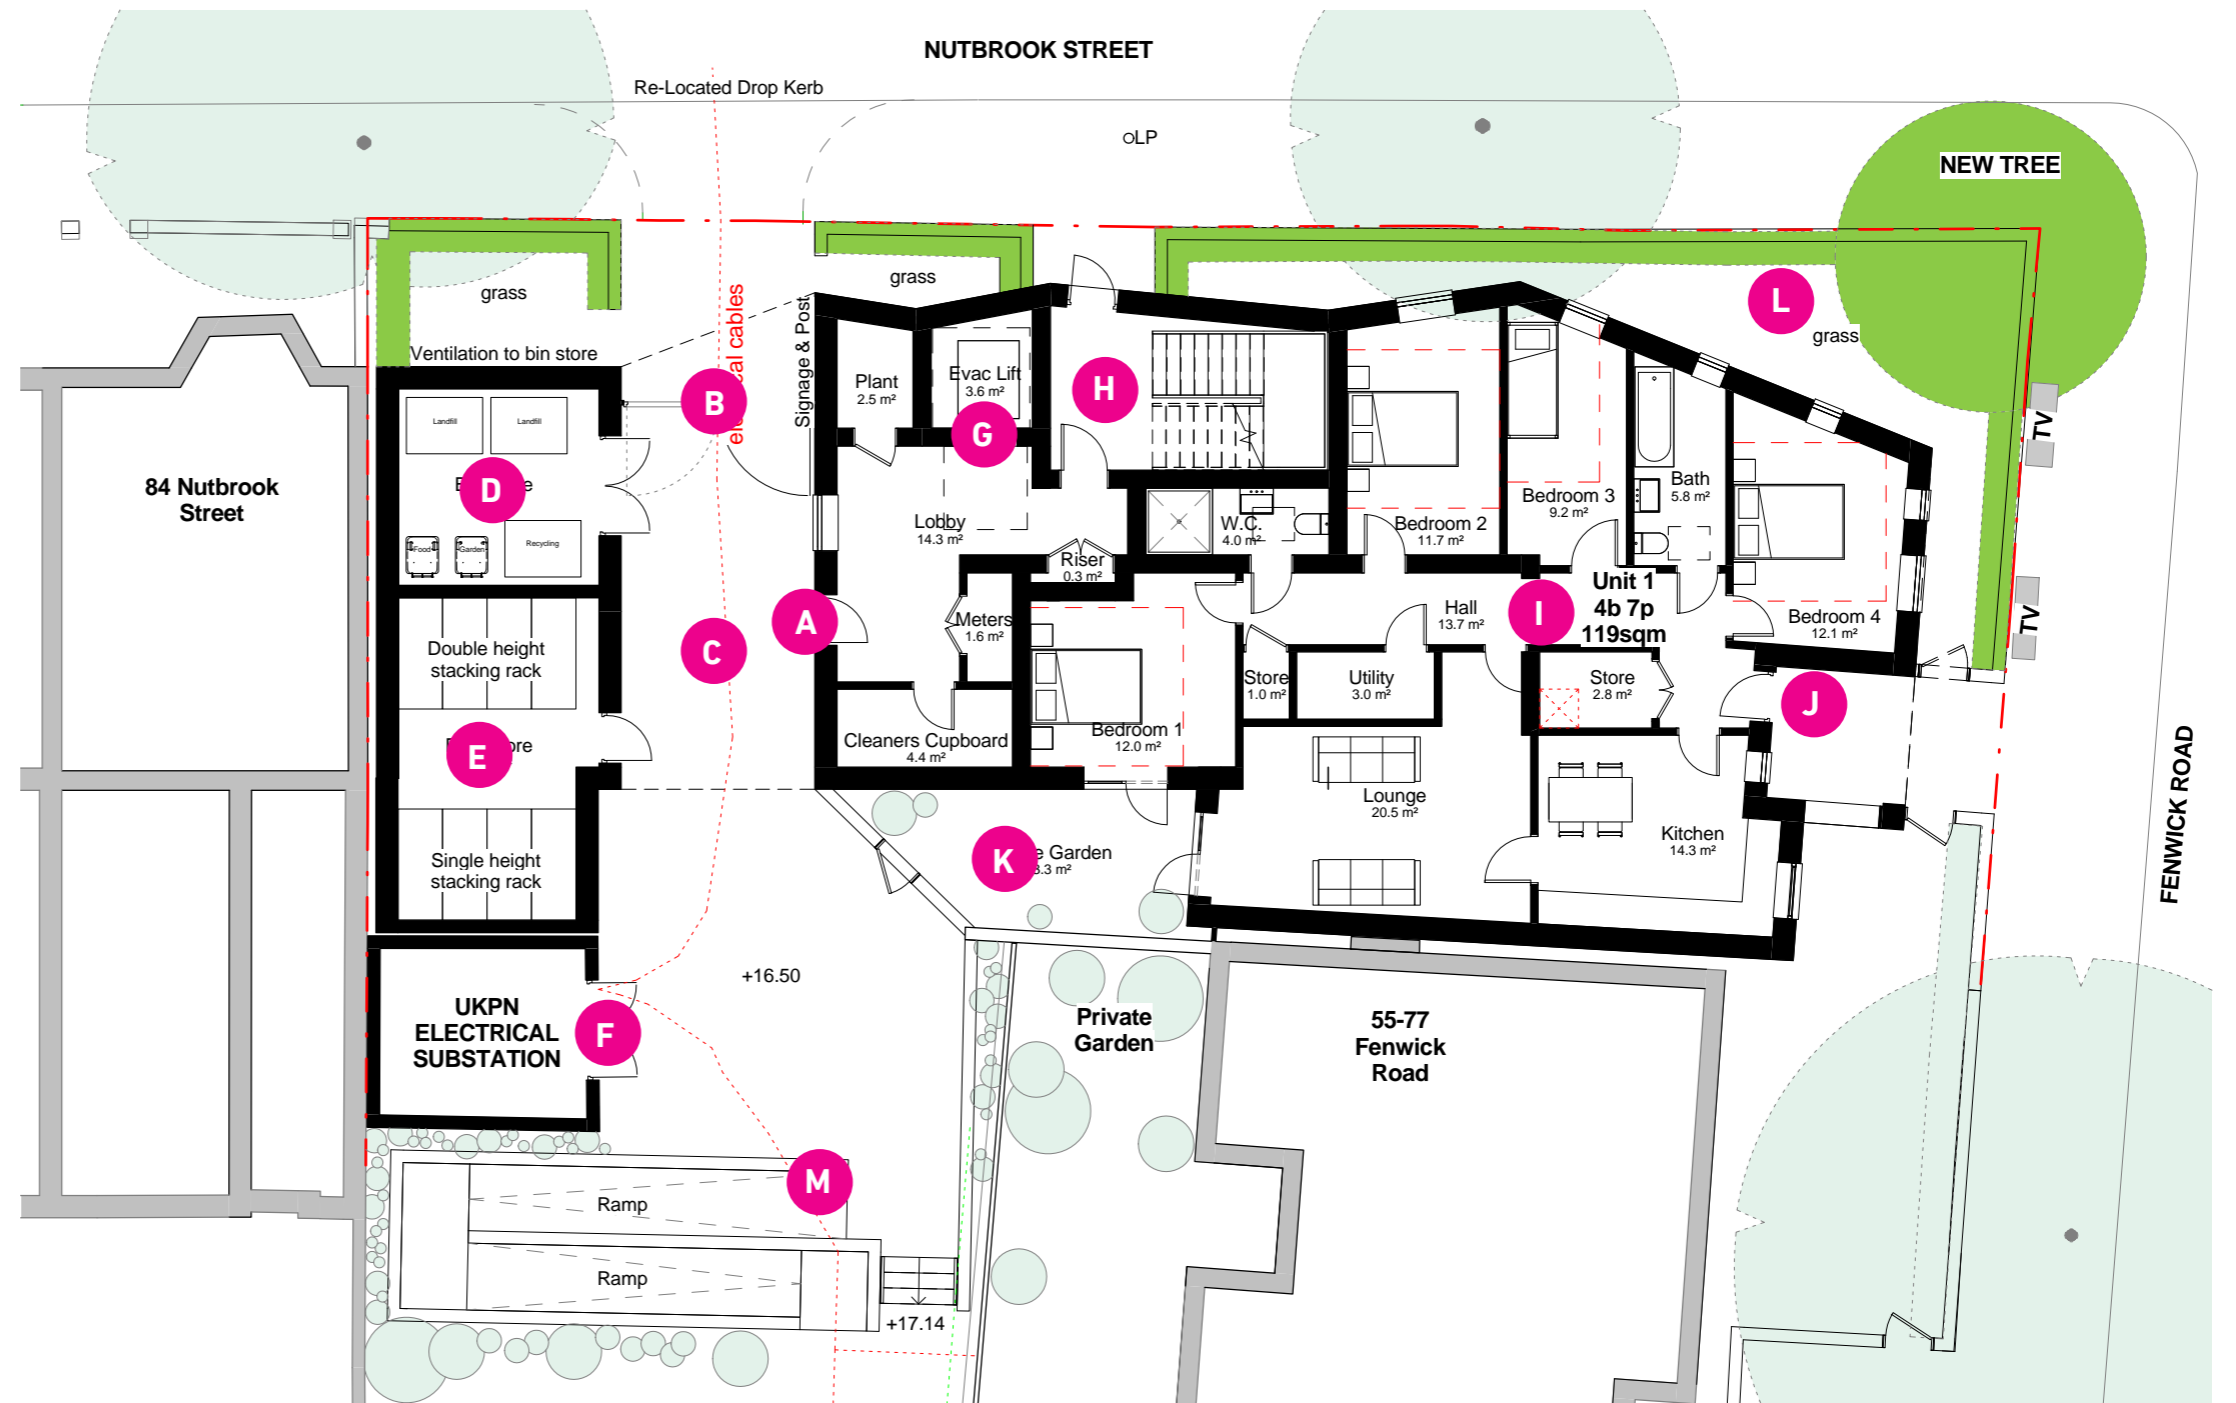 NUTBROOK STREET
Re-Located Drop Kerb
LP
NEW TREE
grass
grass
L
grass
electrical cables
Signage & Post
Ventilation to bin store
B
Plant
2.5 m²
Evac Lift
3.6 m²
G
H
Landfill
Landfill
D
Food
Garden
Recycling
84 Nutbrook
Street
Lobby
14.3 m²
W.C.
4.0 m²
Bedroom 2
11.7 m²
Bedroom 3
9.2 m²
Bath
5.8 m²
TV
TV
Riser
0.3 m²
Unit 1
4b 7p
119sqm
I
Hall
13.7 m²
Bedroom 4
12.1 m²
A
C
Meters
1.6 m²
Double height
stacking rack
Store
1.0 m²
Utility
3.0 m²
Store
2.8 m²
J
E
Cleaners Cupboard
4.4 m²
Bedroom 1
12.0 m²
Lounge
20.5 m²
Kitchen
14.3 m²
FENWICK ROAD
Single height
stacking rack
K
Garden
UKPN
ELECTRICAL
SUBSTATION
F
+16.50
Private
Garden
55-77
Fenwick
Road
M
Ramp
Ramp
+17.14